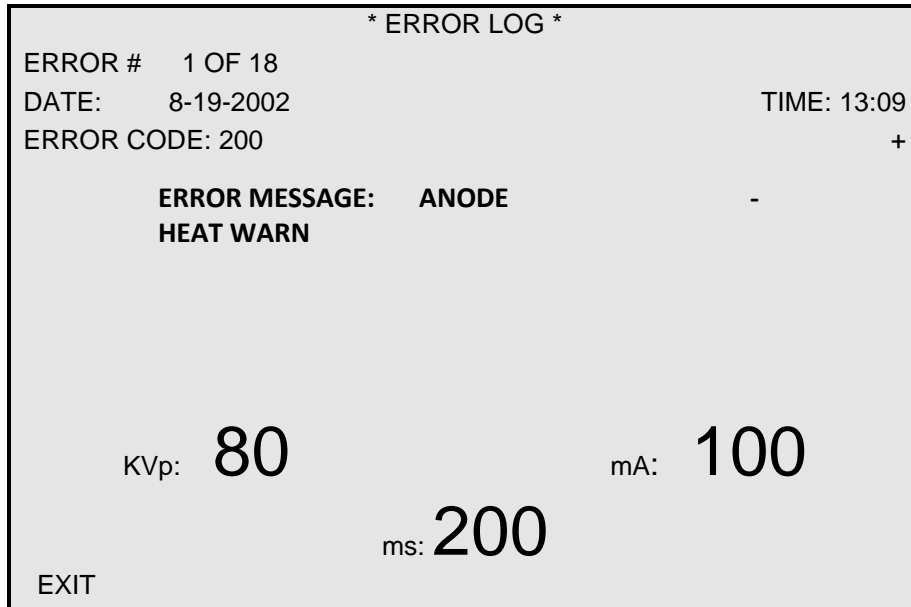 * ERROR LOG *
ERROR # 1 OF 18
DATE: 8-19-2002 TIME: 13:09
ERROR CODE: 200 +
ERROR MESSAGE: ANODE -
HEAT WARN
KVp: 80 mA: 100
ms: 200
EXIT